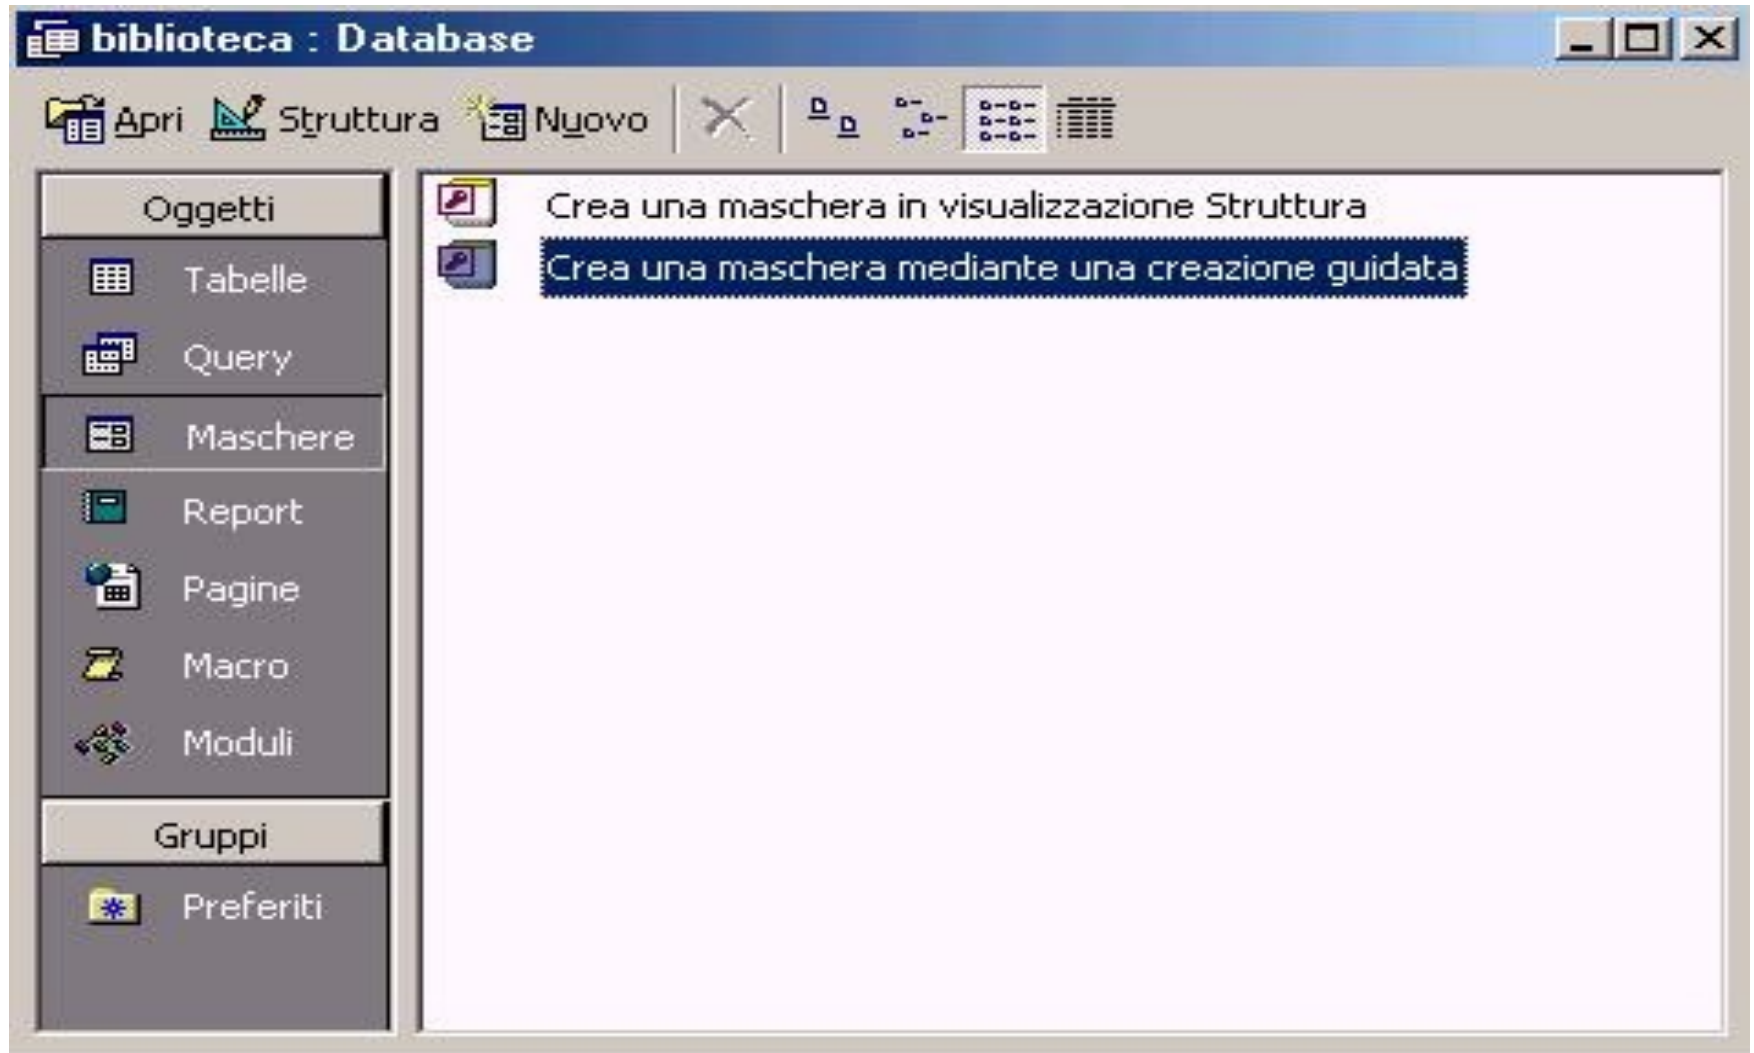 biblioteca : Database
Apri Struttura Nuovo
Oggetti
Tabelle
Query
Maschere
Report
Pagine
Macro
Moduli
Gruppi
Preferiti
Crea una maschera in visualizzazione Struttura
Crea una maschera mediante una creazione guidata